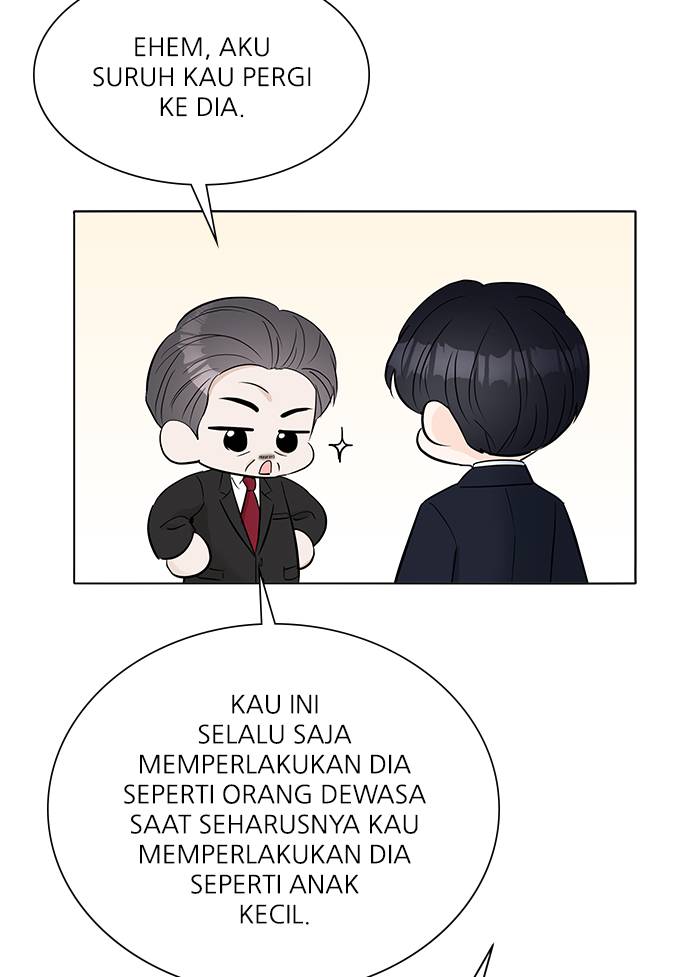 EHEM, AKU
SURUH KAU PERGI
KE DIA.
KAU INI
SELALU SAJA
MEMPERLAKUKAN DIA
SEPERTI ORANG DEWASA
SAAT SEHARUSNYA KAU
MEMPERLAKUKAN DIA
SEPERTI ANAK
KECIL.